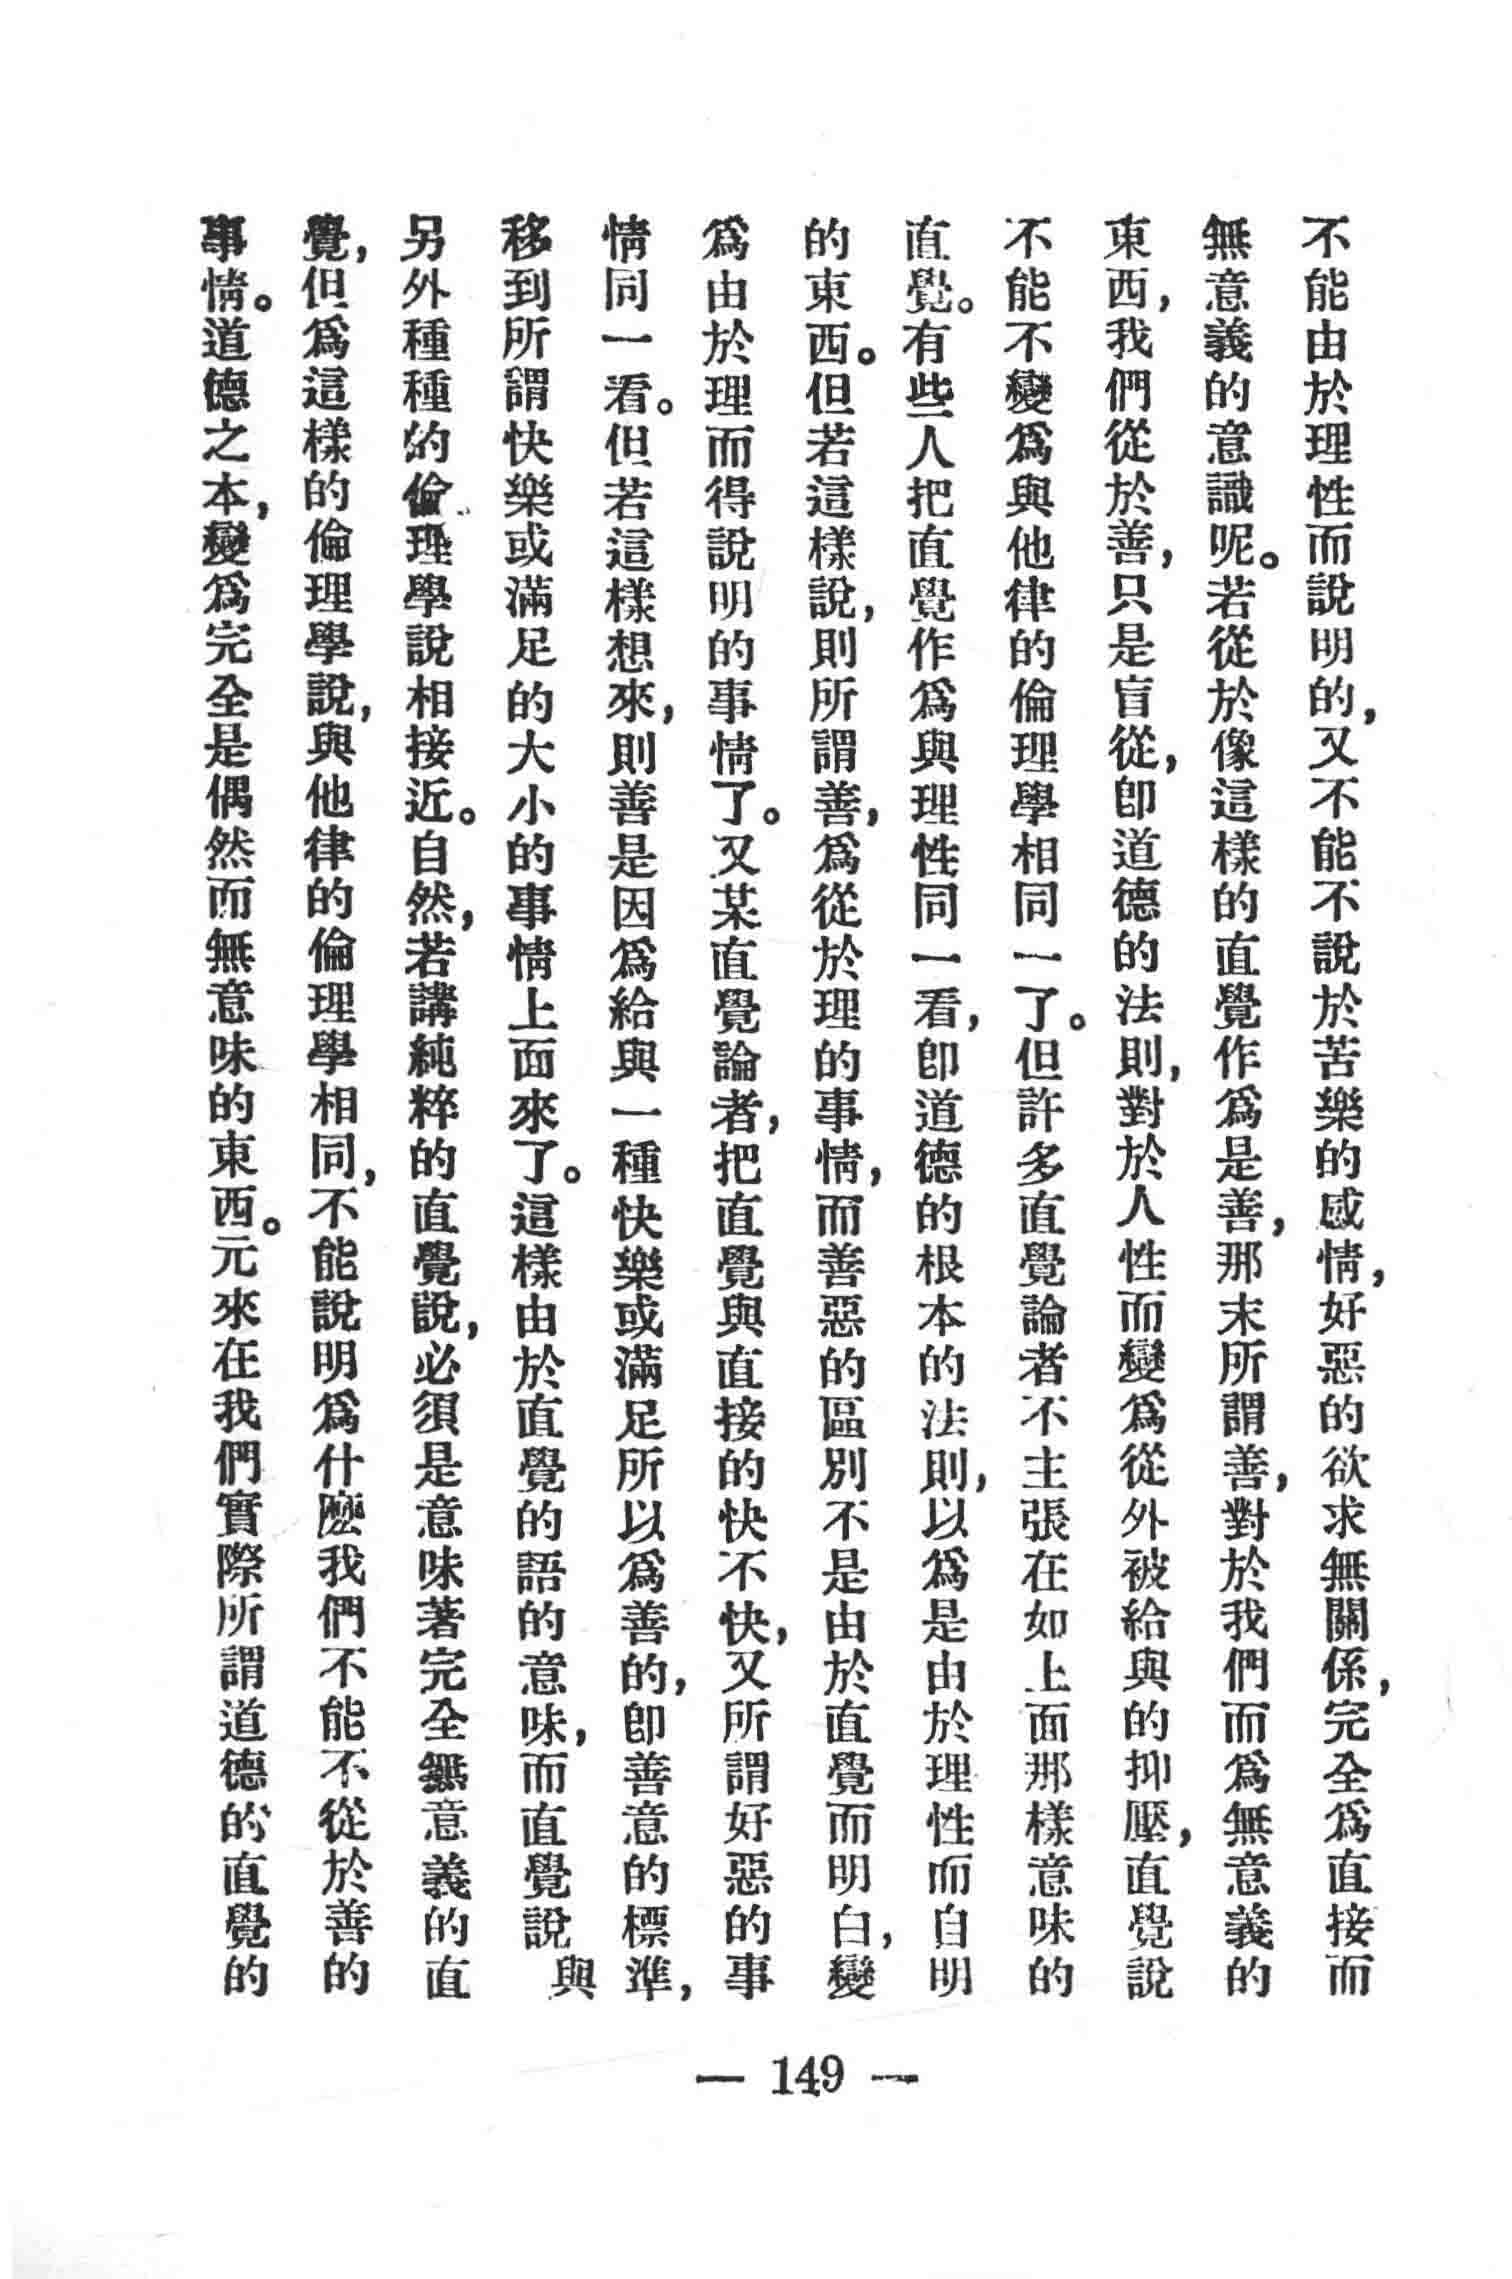 不能由於理性而說明的，又不能不說於苦樂的感情，好惡的欲求無關係，完全爲直接而
無意義的意識呢。若從於像這樣的直覺作爲是善，那末所謂善，對於我們而爲無意義的
東西，我們從於善，只是盲從，卽道德的法則，對於人性而變爲從外被給與的抑壓，直覺說
不能不變爲與他律的倫理學相同一了。但許多直覺論者不主張在如上面那樣意味的
直覺。有些人把直覺作爲與理性同一看，卽道德的根本的法則，以爲是由於理性而自明
的東西。但若這樣說，則所謂善，爲從於理的事情，而善惡的區別不是由於直覺而明白，變
爲由於理而得說明的事情了。又某直覺論者，把直覺與直接的快不快，又所謂好惡的事
情同一看。但若這樣想來，則善是因爲給與一種快樂或滿足所以爲善的，卽善意的標準，
移到所謂快樂或滿足的大小的事情上面來了。這樣由於直覺的語的意味，而直覺說與
另外種種的倫理學說相接近。自然，若講純粹的直覺說，必須是意味著完全無意義的直
覺，但爲這樣的倫理學說，與他律的倫理學相同，不能說明爲什麼我們不能不從於善的
事情。道德之本，變爲完全是偶然而無意味的東西。元來在我們實際所謂道德的直覺的
— 149 —